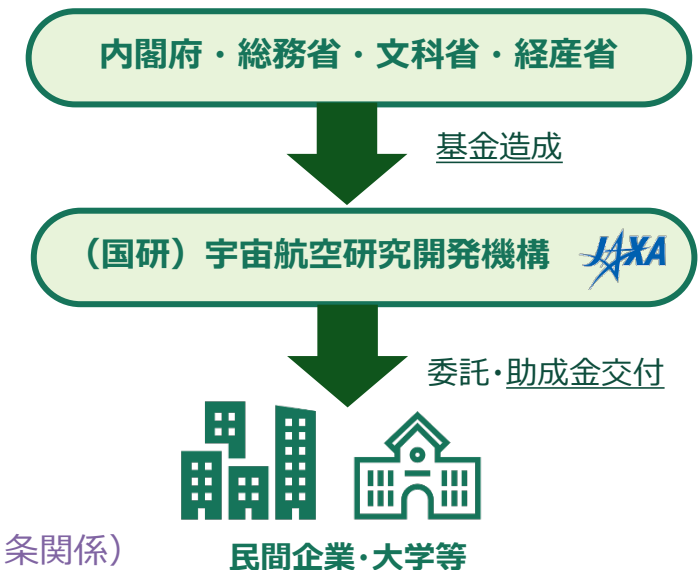 内閣府・総務省・文科省・経産省
基金造成
（国研）宇宙航空研究開発機構 JAXA
委託・助成金交付
条関係）
民間企業・大学等